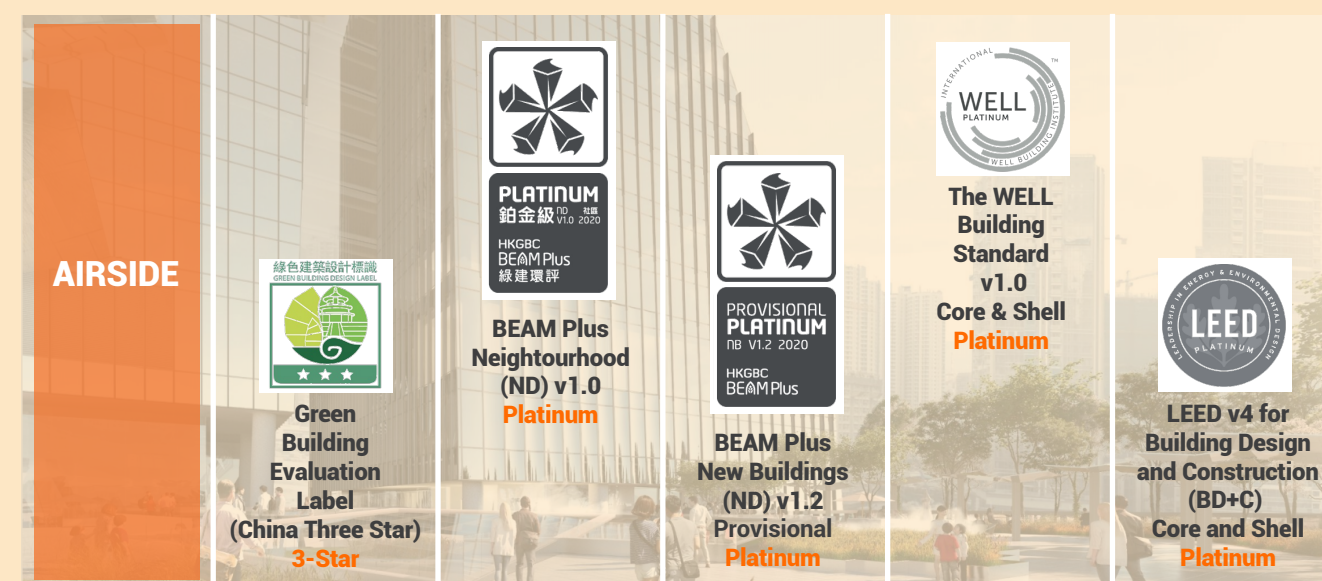 AIRSIDE
綠色建築設計標識
GREEN BUILDING DESIGN LABEL
Green
Building
Evaluation
Label
(China Three Star)
3-Star
PLATINUM
鉑金級 ND 社區
V1.0 2020
HKGBC
BEAM Plus
綠建環評
BEAM Plus
Neightourhood
(ND) v1.0
Platinum
PROVISIONAL
PLATINUM
NB V1.2 2020
HKGBC
BEAM Plus
BEAM Plus
New Buildings
(ND) v1.2
Provisional
Platinum
INTERNATIONAL
WELL BUILDING INSTITUTE
TM
WELL
PLATINUM
The WELL
Building
Standard
v1.0
Core & Shell
Platinum
LEADERSHIP IN ENERGY & ENVIRONMENTAL DESIGN
LEED
PLATINUM
LEED v4 for
Building Design
and Construction
(BD+C)
Core and Shell
Platinum